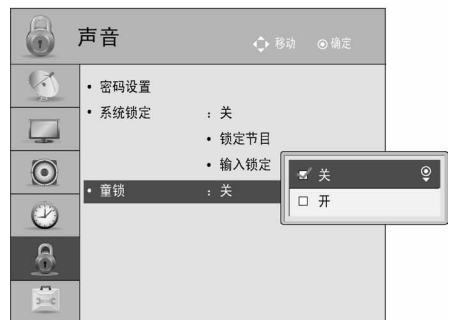 声音
移动 ◉确定
• 密码设置
• 系统锁定 : 关
• 锁定节目
• 输入锁定
• 童锁 : 关
关
开